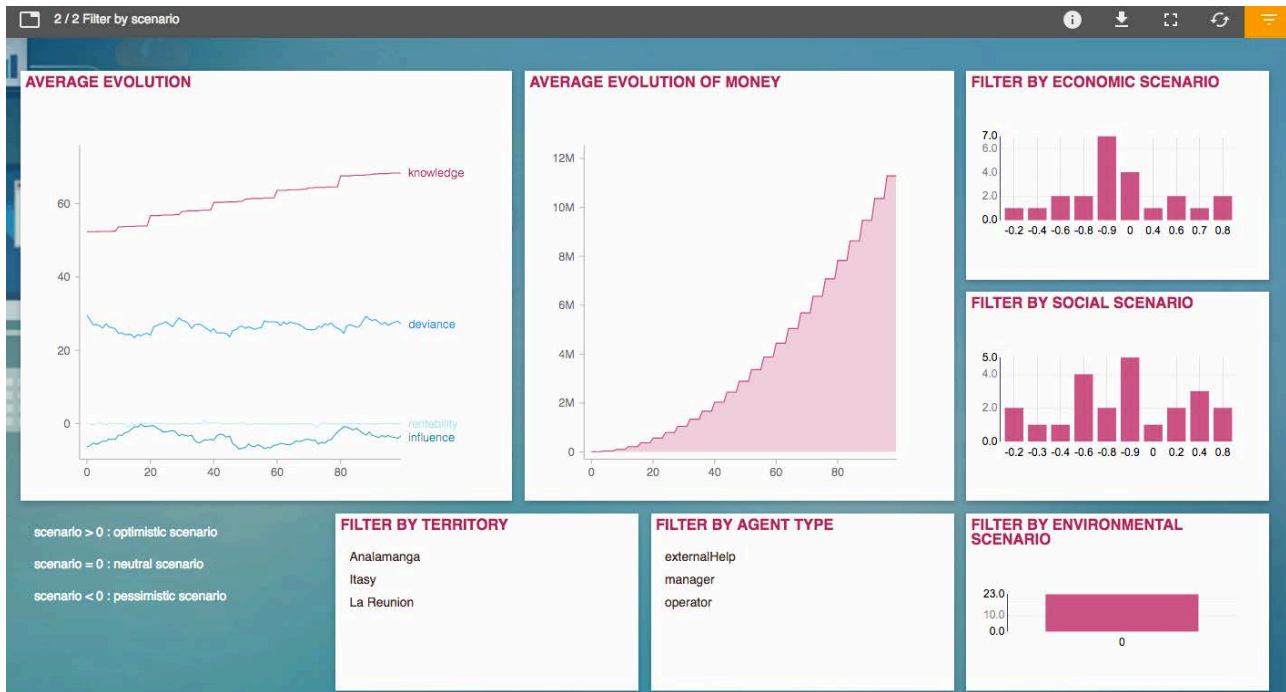 2 / 2 Filter by scenario
AVERAGE EVOLUTION
60
40
20
0
knowledge
deviance
rentability
influence
0 20 40 60 80
AVERAGE EVOLUTION OF MONEY
12M
10M
8M
6M
4M
2M
0
0 20 40 60 80
FILTER BY ECONOMIC SCENARIO
7.0
6.0
4.0
2.0
0.0
-0.2 -0.4 -0.6 -0.8 -0.9 0 0.4 0.6 0.7 0.8
FILTER BY SOCIAL SCENARIO
5.0
4.0
2.0
0.0
-0.2 -0.3 -0.4 -0.6 -0.8 -0.9 0 0.2 0.4 0.8
scenario > 0 : optimistic scenario
scenario = 0 : neutral scenario
scenario < 0 : pessimistic scenario
FILTER BY TERRITORY
Analamanga
Itasy
La Reunion
FILTER BY AGENT TYPE
externalHelp
manager
operator
FILTER BY ENVIRONMENTAL
SCENARIO
23.0
10.0
0.0
0